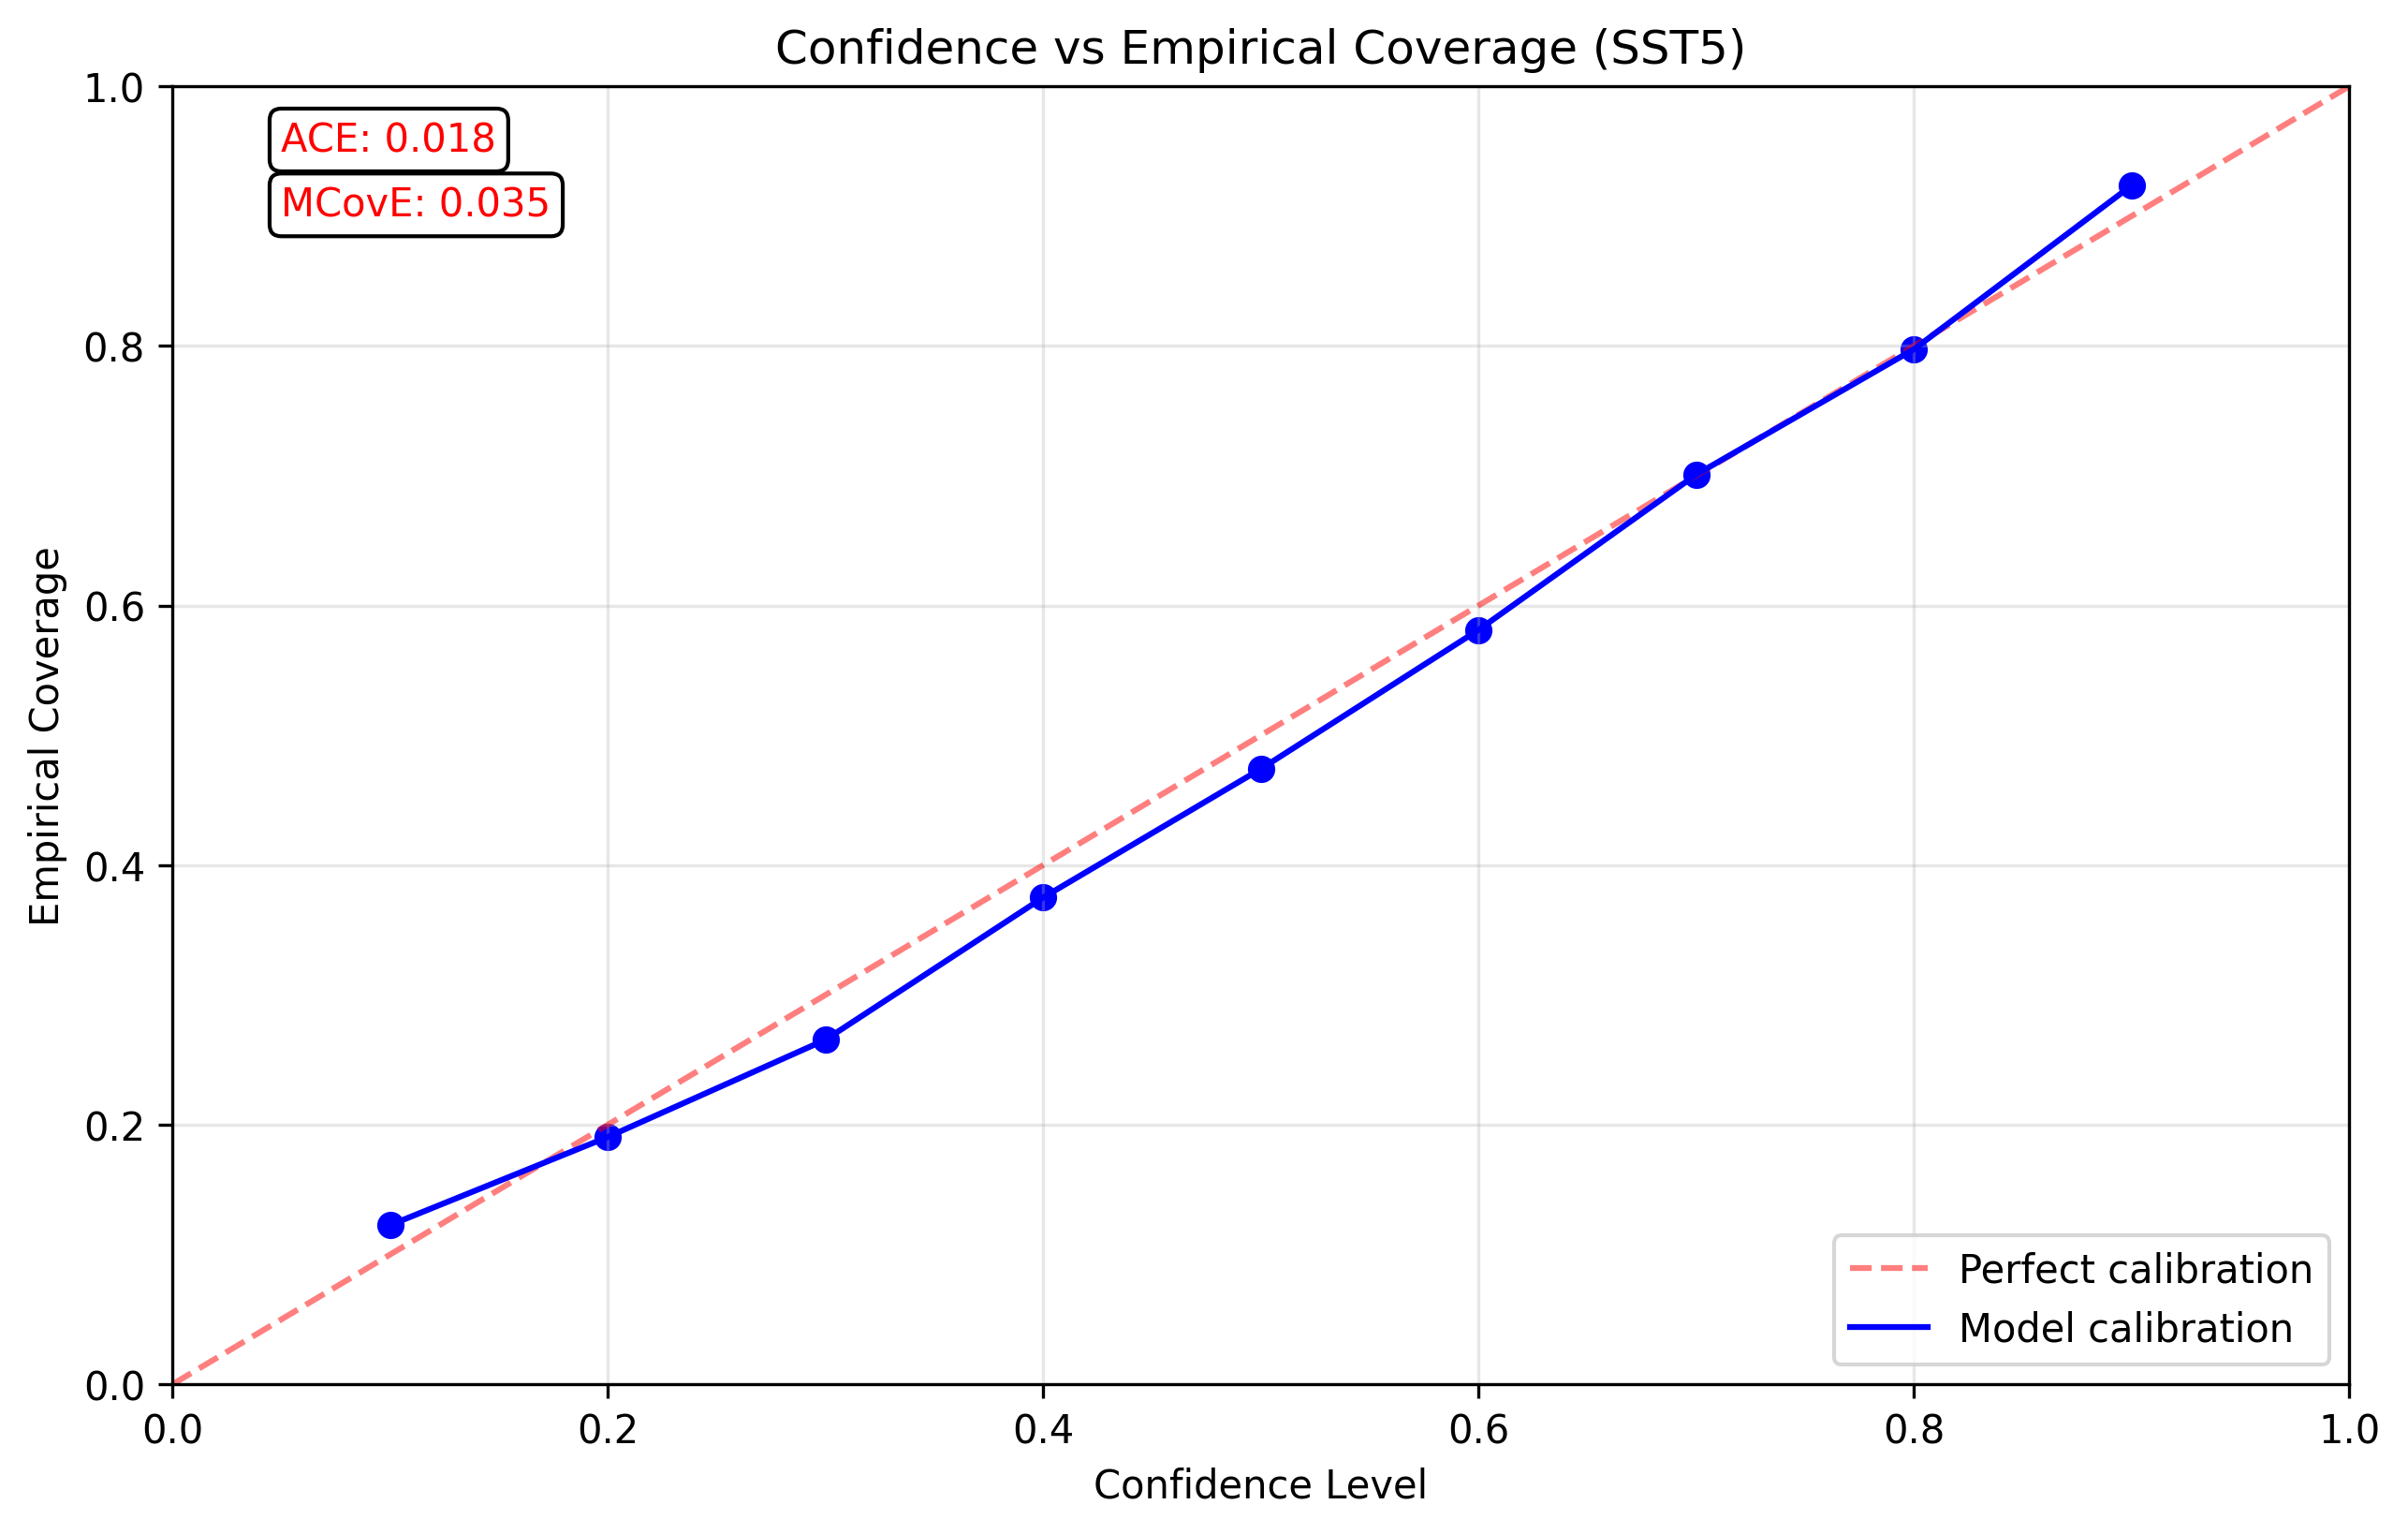 Confidence vs Empirical Coverage (SST5)
ACE: 0.018
MCovE: 0.035
1.0
0.8
0.6
0.4
0.2
0.0
Empirical Coverage
0.0 0.2 0.4 0.6 0.8 1.0
Confidence Level
Perfect calibration
Model calibration